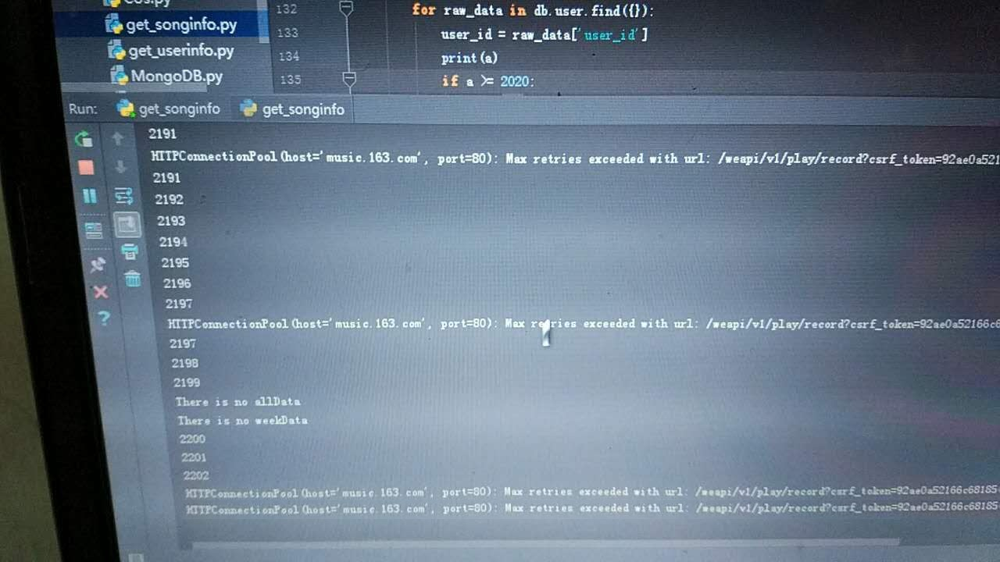 cos.py
get_songinfo.py
get_userinfo.py
MongoDB.py
132 for raw_data in db.user.find({}):
133 user_id = raw_data['user_id']
134 print(a)
135 if a >= 2020:
Run: get_songinfo get_songinfo
2191
HTTPConnectionPool(host='music.163.com', port=80): Max retries exceeded with url: /weapi/v1/play/record?csrf_token=92ae0a521
2191
2192
2193
2194
2195
2196
2197
HTTPConnectionPool(host='music.163.com', port=80): Max retries exceeded with url: /weapi/v1/play/record?csrf_token=92ae0a52166c6
2197
2198
2199
There is no allData
There is no weekData
2200
2201
2202
HTTPConnectionPool(host='music.163.com', port=80): Max retries exceeded with url: /weapi/v1/play/record?csrf_token=92ae0a52166c68185
HTTPConnectionPool(host='music.163.com', port=80): Max retries exceeded with url: /weapi/v1/play/record?csrf_token=92ae0a52166c68185